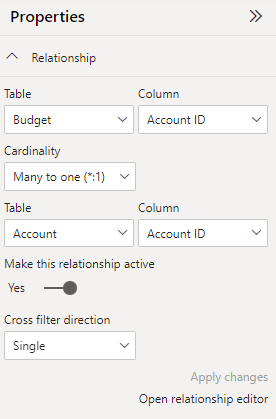 Properties
Relationship
Table Column
Budget Account ID
Cardinality
Many to one (*:1)
Table Column
Account Account ID
Make this relationship active
Yes
Cross filter direction
Single
Apply changes
Open relationship editor